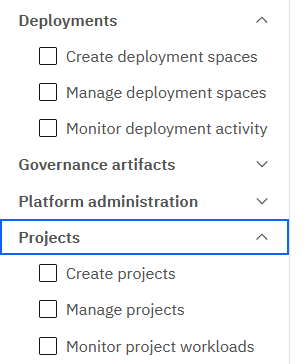 Deployments
Create deployment spaces
Manage deployment spaces
Monitor deployment activity
Governance artifacts
Platform administration
Projects
Create projects
Manage projects
Monitor project workloads